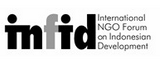 infid
International
NGO Forum
on Indonesian
Development